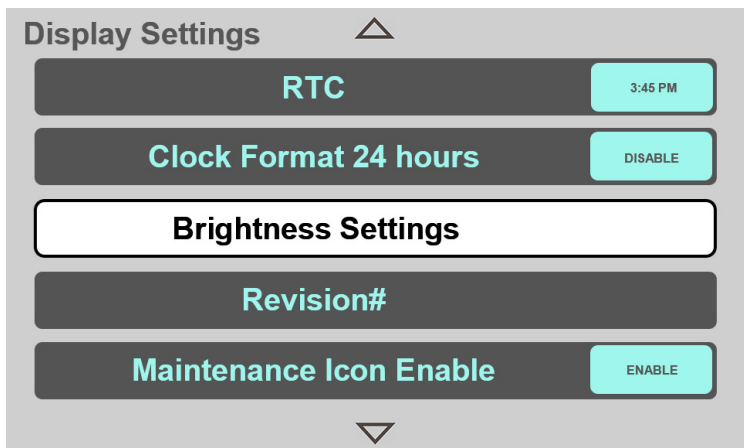 Display Settings
RTC
3:45 PM
Clock Format 24 hours
DISABLE
Brightness Settings
Revision#
Maintenance Icon Enable
ENABLE